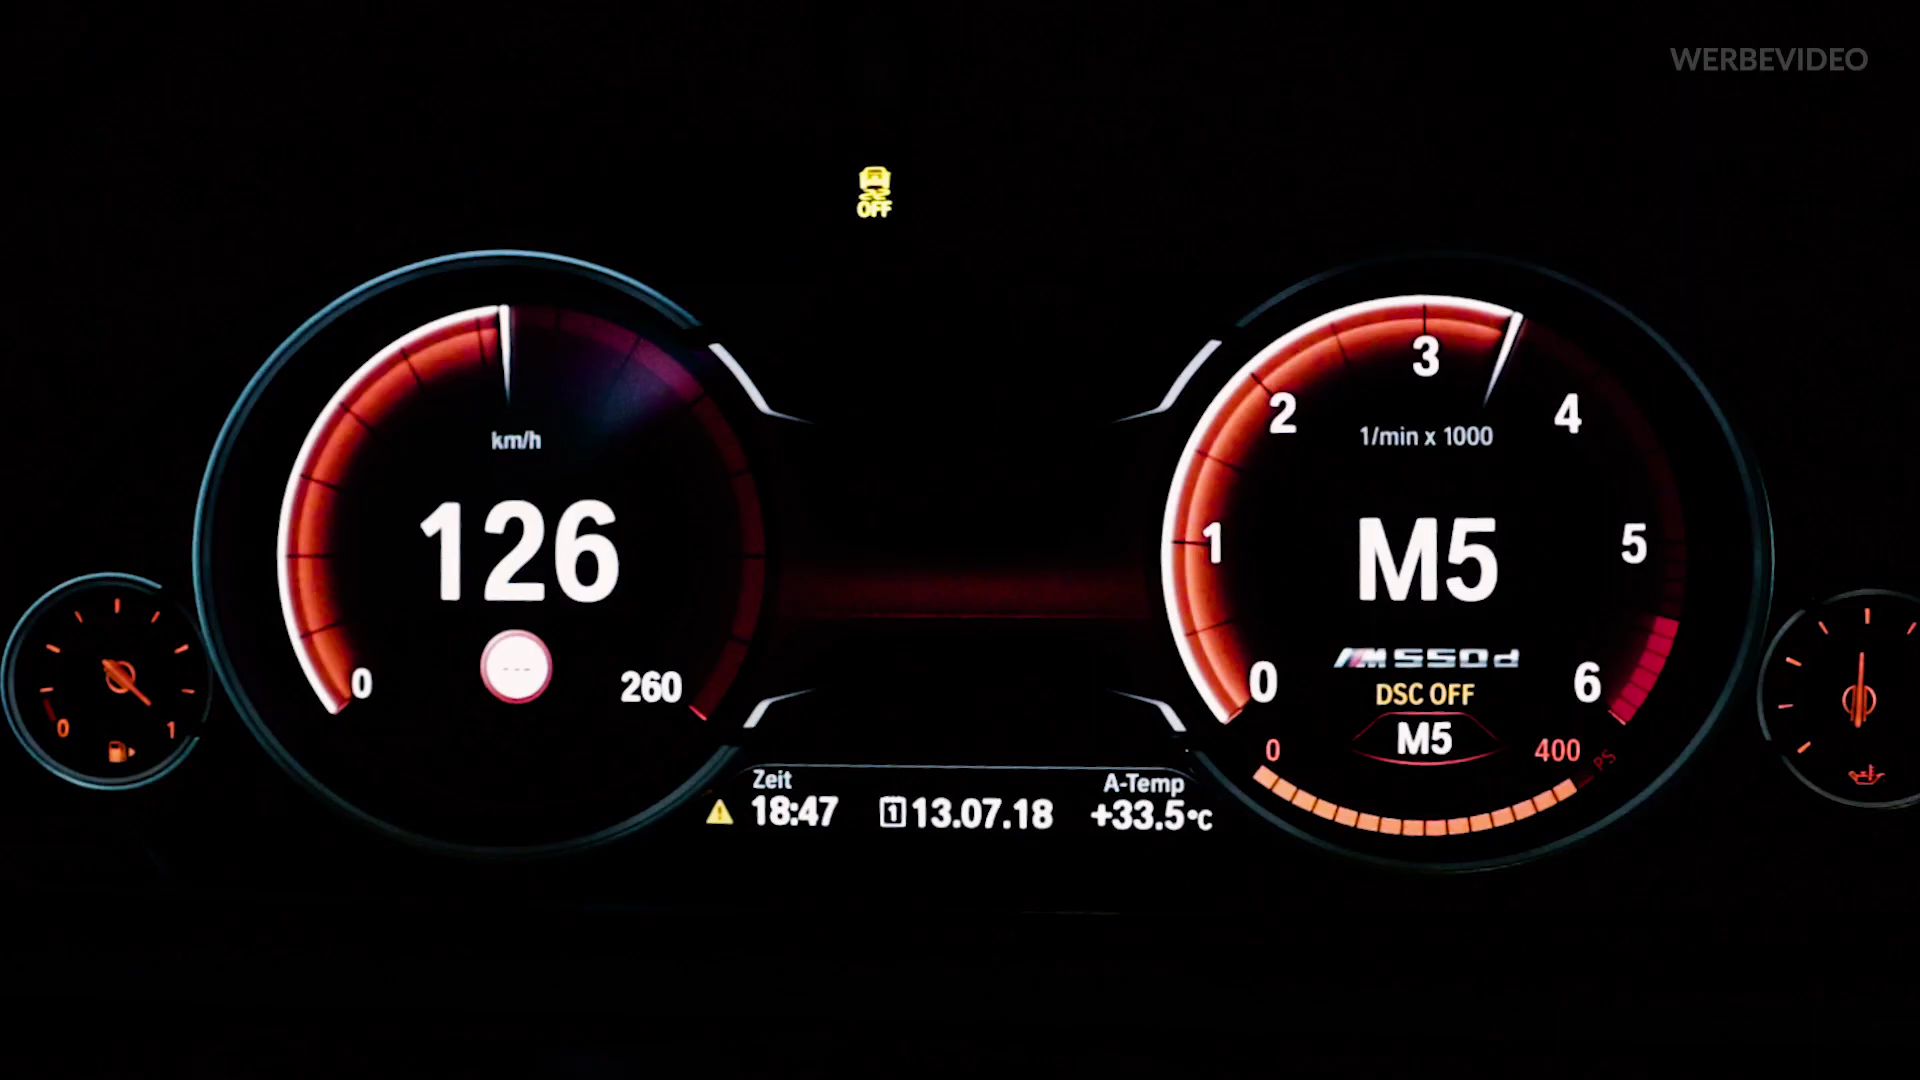 WERBEVIDEO
OFF
km/h
126
---
0
260
0
1
2
3
4
5
6
1/min x 1000
M5
M550d
DSC OFF
M5
0
400
PS
0
1
Zeit
18:47
1
13.07.18
A-Temp
+33.5°C